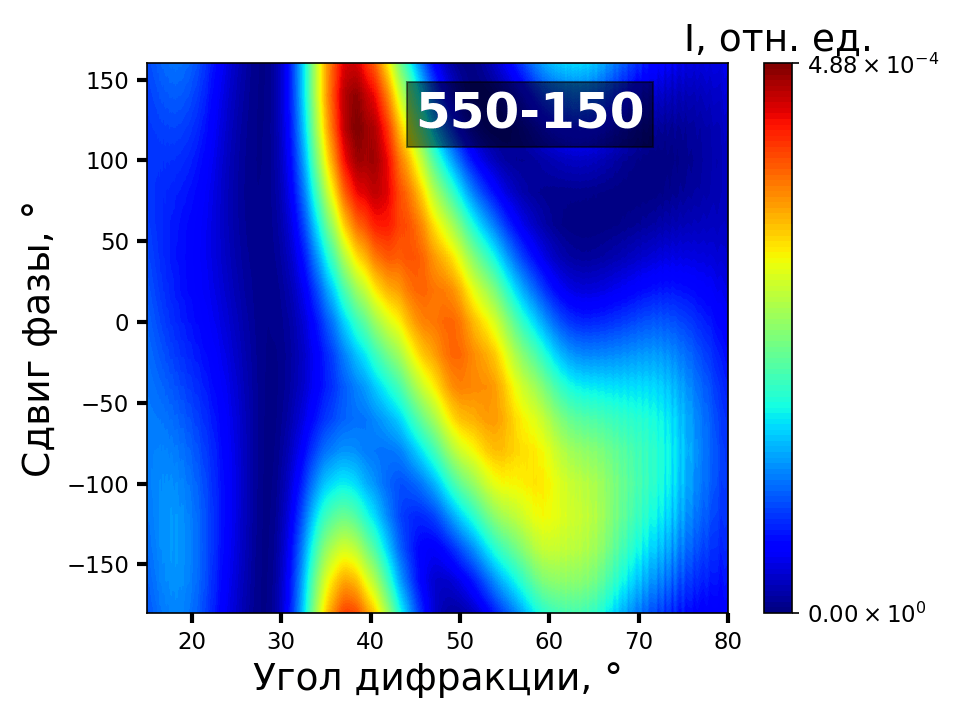 I, отн. ед.
4.88 × 10⁻⁴
550-150
150
100
50
0
−50
−100
−150
Сдвиг фазы, °
0.00 × 10⁰
20 30 40 50 60 70 80
Угол дифракции, °